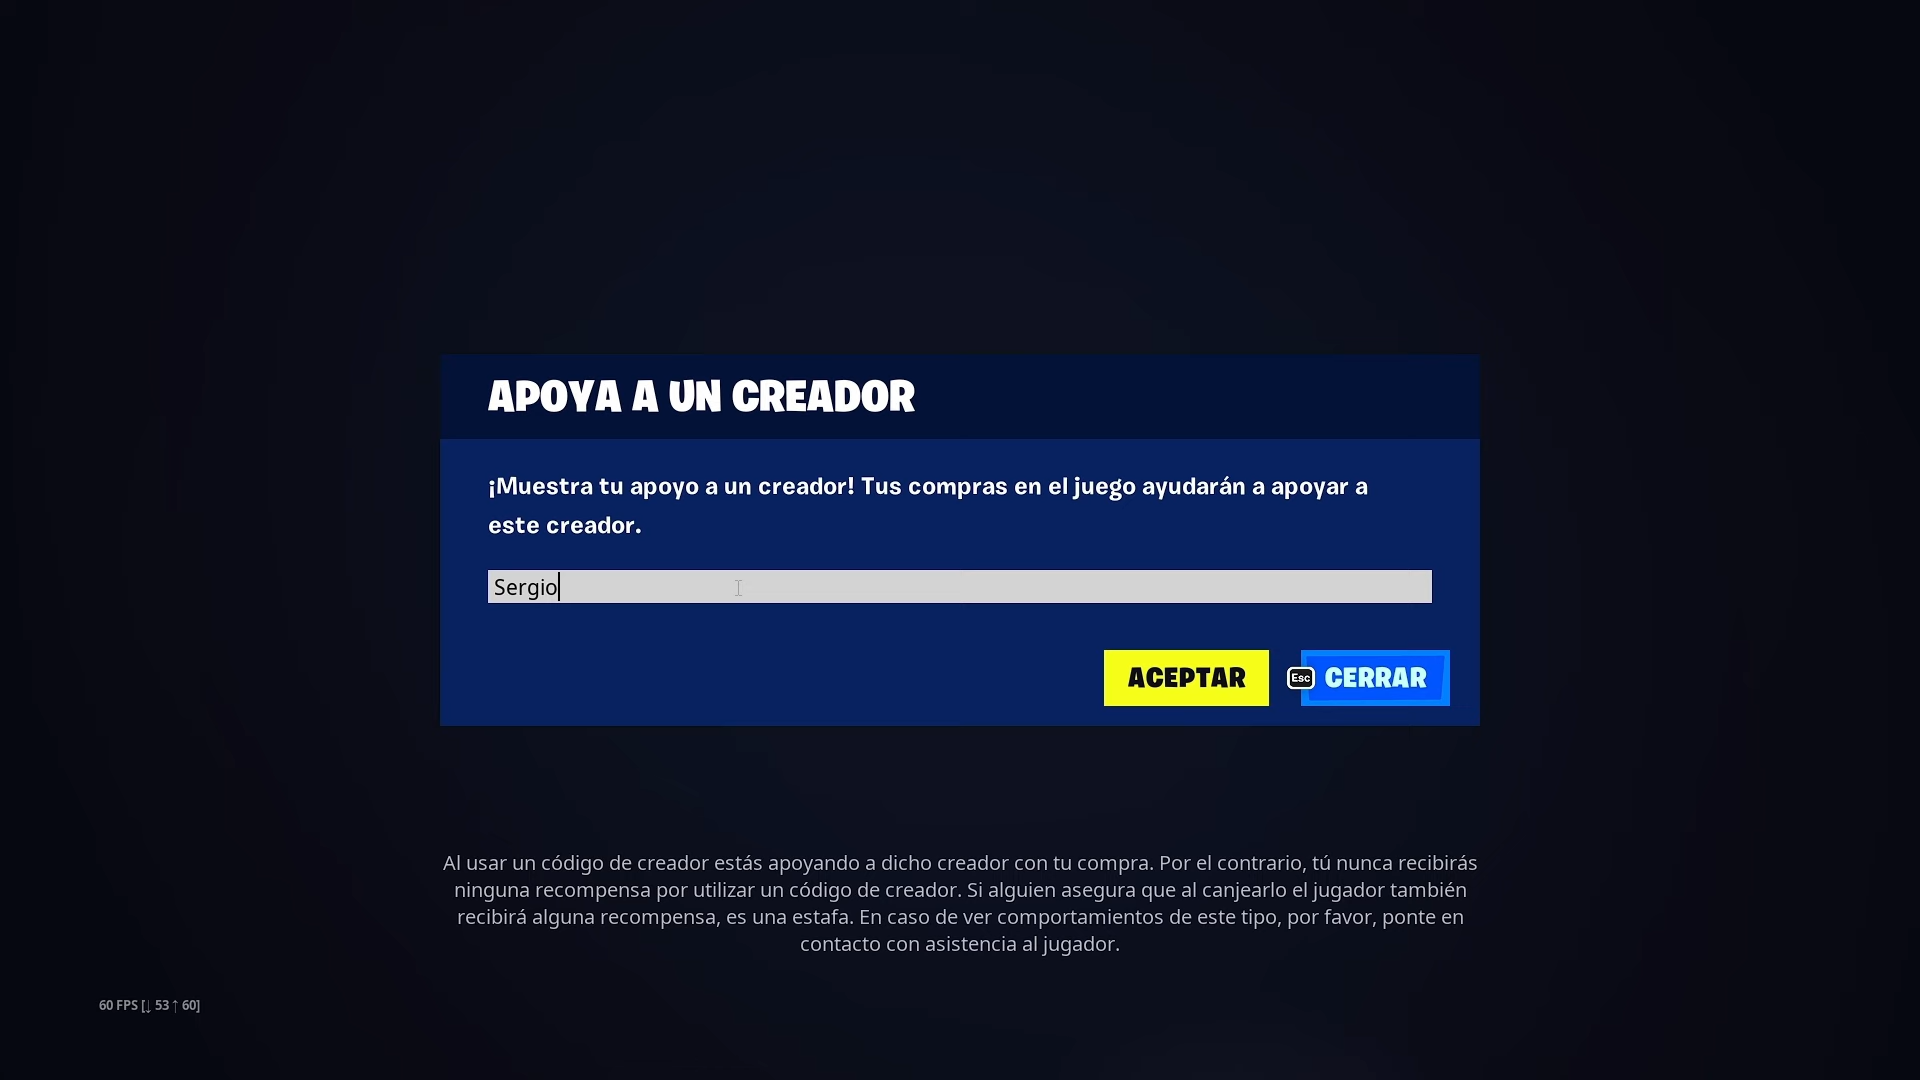 APOYA A UN CREADOR
¡Muestra tu apoyo a un creador! Tus compras en el juego ayudarán a apoyar a
este creador.
Sergio
ACEPTAR
Esc CERRAR
Al usar un código de creador estás apoyando a dicho creador con tu compra. Por el contrario, tú nunca recibirás
ninguna recompensa por utilizar un código de creador. Si alguien asegura que al canjearlo el jugador también
recibirá alguna recompensa, es una estafa. En caso de ver comportamientos de este tipo, por favor, ponte en
contacto con asistencia al jugador.
60 FPS [↓ 53 ↑ 60]